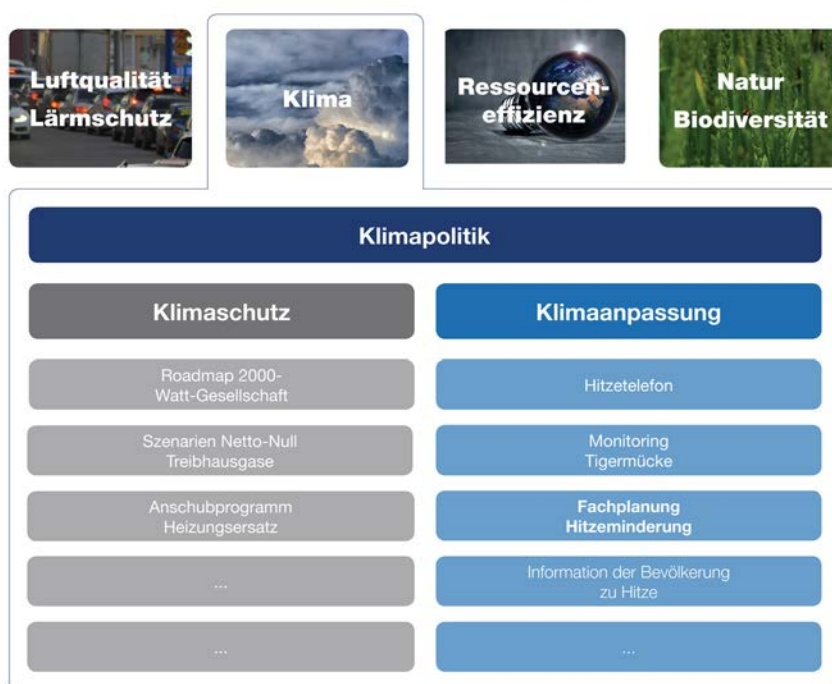 Luftqualität
Lärmschutz
Klima
Ressourcen-
effizienz
Natur
Biodiversität
Klimapolitik
Klimaschutz
Klimaanpassung
Roadmap 2000-
Watt-Gesellschaft
Hitzetelefon
Szenarien Netto-Null
Treibhausgase
Monitoring
Tigermücke
Anschubprogramm
Heizungsersatz
Fachplanung
Hitzeminderung
...
Information der Bevölkerung
zu Hitze
...
...